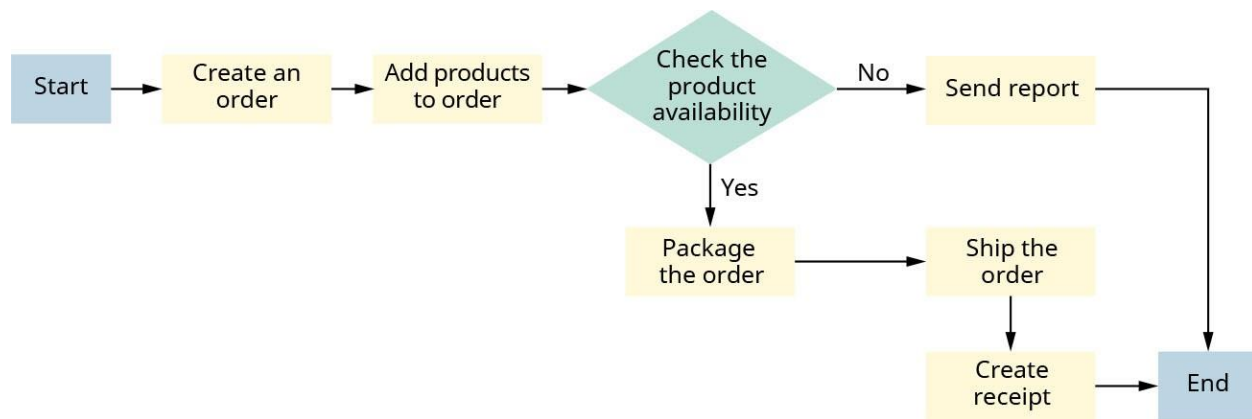 Start
Create an
order
Add products
to order
Check the
product
availability
No
Send report
Yes
Package
the order
Ship the
order
Create
receipt
End